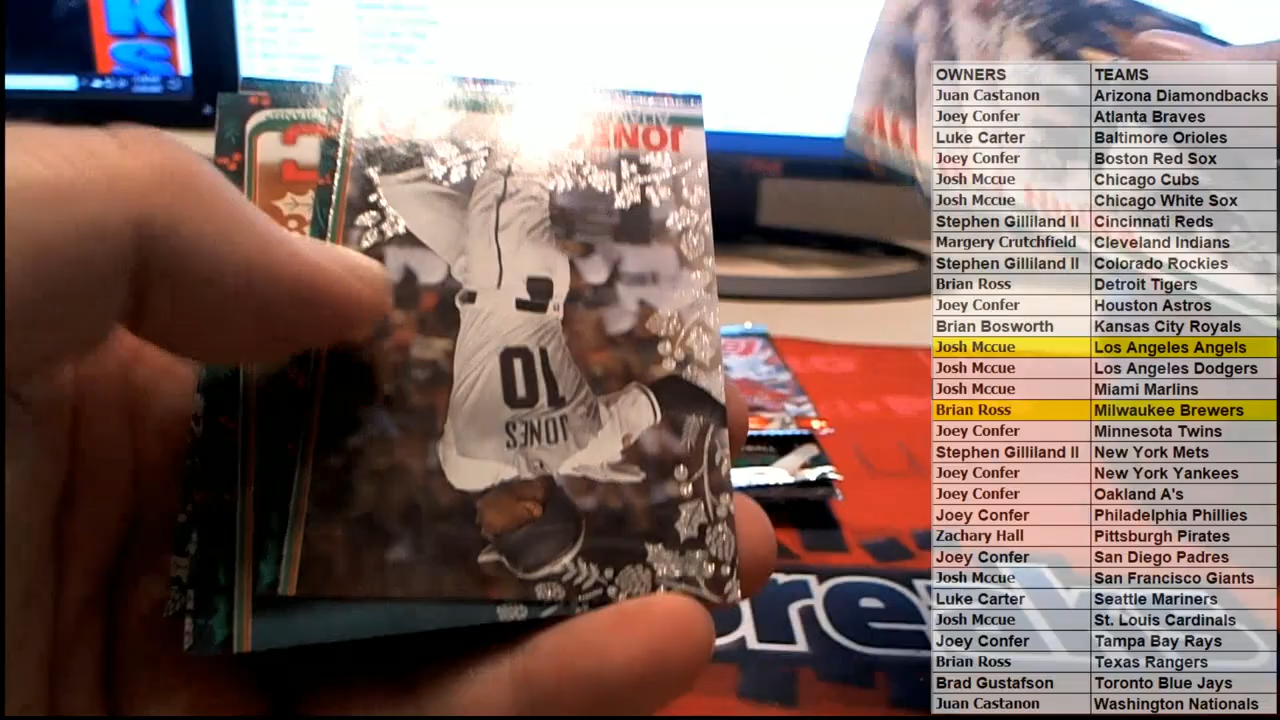 KS
JONES
ADAM
10
JONES
OWNERS TEAMS
Juan Castanon Arizona Diamondbacks
Joey Confer Atlanta Braves
Luke Carter Baltimore Orioles
Joey Confer Boston Red Sox
Josh Mccue Chicago Cubs
Josh Mccue Chicago White Sox
Stephen Gilliland II Cincinnati Reds
Margery Crutchfield Cleveland Indians
Stephen Gilliland II Colorado Rockies
Brian Ross Detroit Tigers
Joey Confer Houston Astros
Brian Bosworth Kansas City Royals
Josh Mccue Los Angeles Angels
Josh Mccue Los Angeles Dodgers
Josh Mccue Miami Marlins
Brian Ross Milwaukee Brewers
Joey Confer Minnesota Twins
Stephen Gilliland II New York Mets
Joey Confer New York Yankees
Joey Confer Oakland A's
Joey Confer Philadelphia Phillies
Zachary Hall Pittsburgh Pirates
Joey Confer San Diego Padres
Josh Mccue San Francisco Giants
Luke Carter Seattle Mariners
Josh Mccue St. Louis Cardinals
Joey Confer Tampa Bay Rays
Brian Ross Texas Rangers
Brad Gustafson Toronto Blue Jays
Juan Castanon Washington Nationals